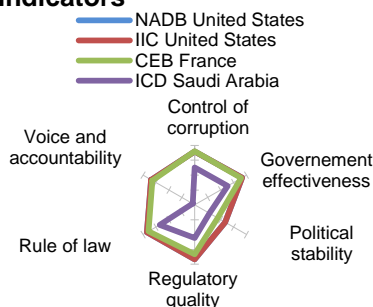 NADB United States
IIC United States
CEB France
ICD Saudi Arabia
Control of
corruption
Voice and
accountability
Governement
effectiveness
Rule of law
Political
stability
Regulatory
quality